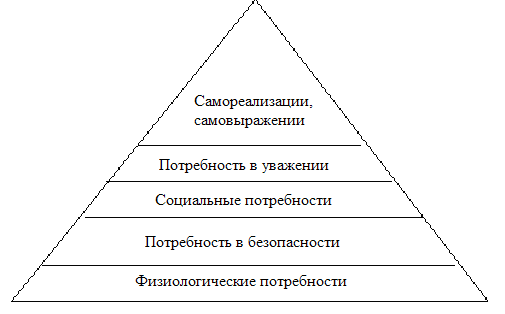 Самореализации,
самовыражении
Потребность в уважении
Социальные потребности
Потребность в безопасности
Физиологические потребности